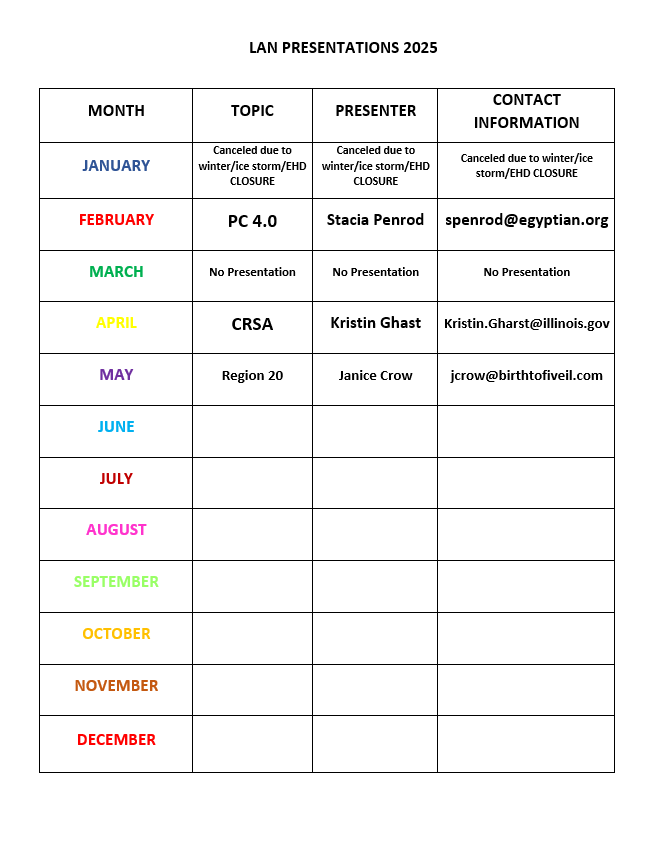 LAN PRESENTATIONS 2025
MONTH TOPIC PRESENTER CONTACT
INFORMATION
JANUARY
Canceled due to
winter/ice storm/EHD
CLOSURE
Canceled due to
winter/ice storm/EHD
CLOSURE
Canceled due to winter/ice
storm/EHD CLOSURE
FEBRUARY PC 4.0 Stacia Penrod spenrod@egyptian.org
MARCH No Presentation No Presentation No Presentation
APRIL CRSA Kristin Ghast Kristin.Gharst@illinois.gov
MAY Region 20 Janice Crow jcrow@birthtofiveil.com
JUNE
JULY
AUGUST
SEPTEMBER
OCTOBER
NOVEMBER
DECEMBER